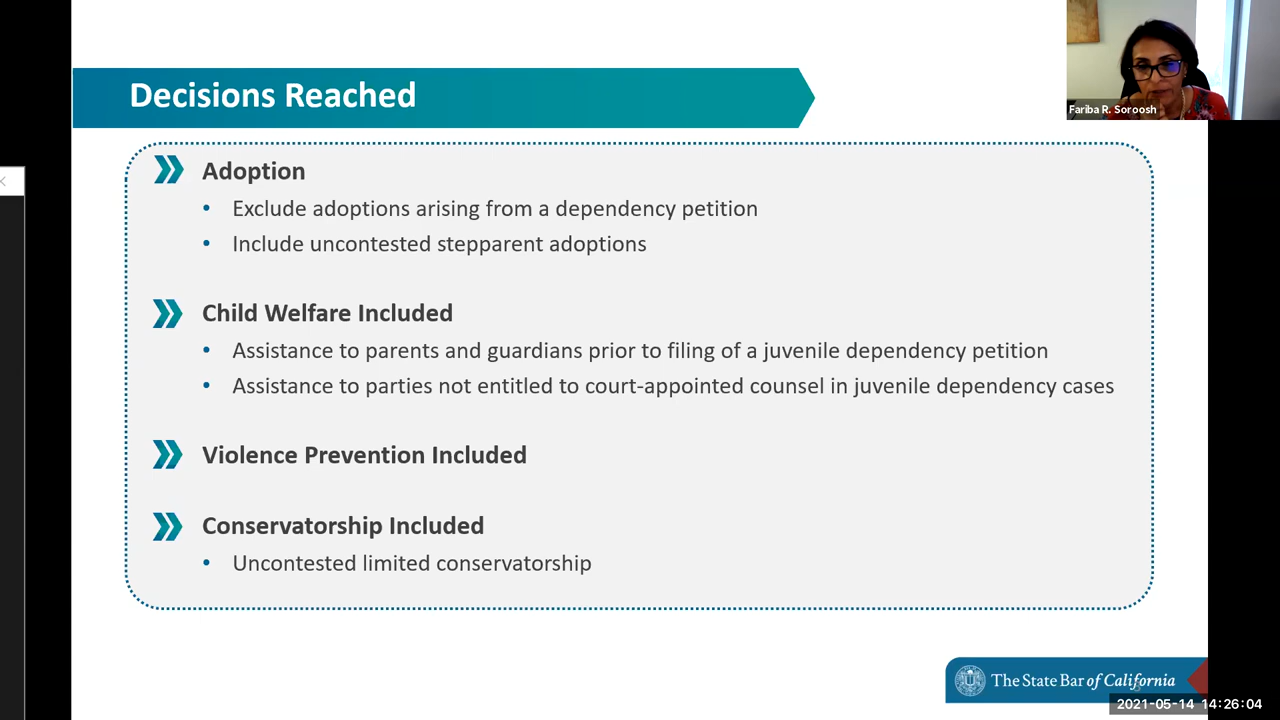 Decisions Reached
Fariba R. Soroosh
Adoption
• Exclude adoptions arising from a dependency petition
• Include uncontested stepparent adoptions
Child Welfare Included
• Assistance to parents and guardians prior to filing of a juvenile dependency petition
• Assistance to parties not entitled to court-appointed counsel in juvenile dependency cases
Violence Prevention Included
Conservatorship Included
• Uncontested limited conservatorship
The State Bar of California
2021-05-14 14:26:04